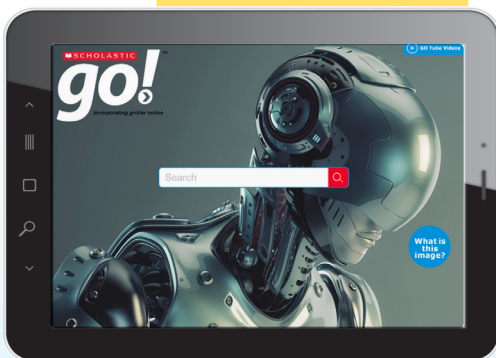 SCHOLASTIC
go!
incorporating grolier online
GO Tube Videos
Search
What is
this
image?